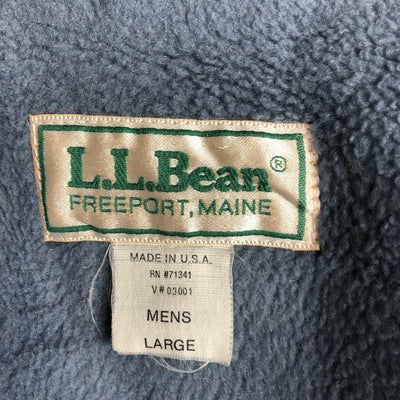 L.L.Bean®
FREEPORT, MAINE
MADE IN U.S.A.
RN #71341
V # 03001
MENS
LARGE